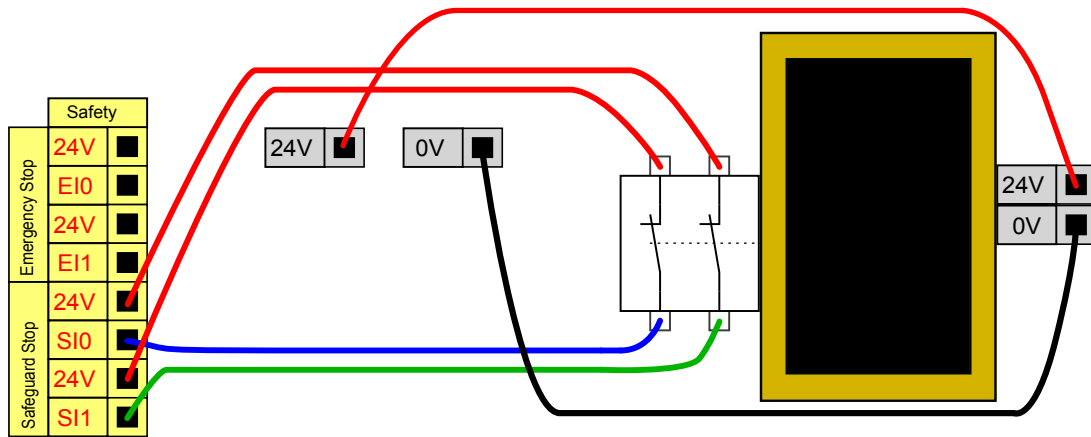 Safety
Emergency Stop
24V
EI0
24V
EI1
Safeguard Stop
24V
SI0
24V
SI1
24V
0V
24V
0V